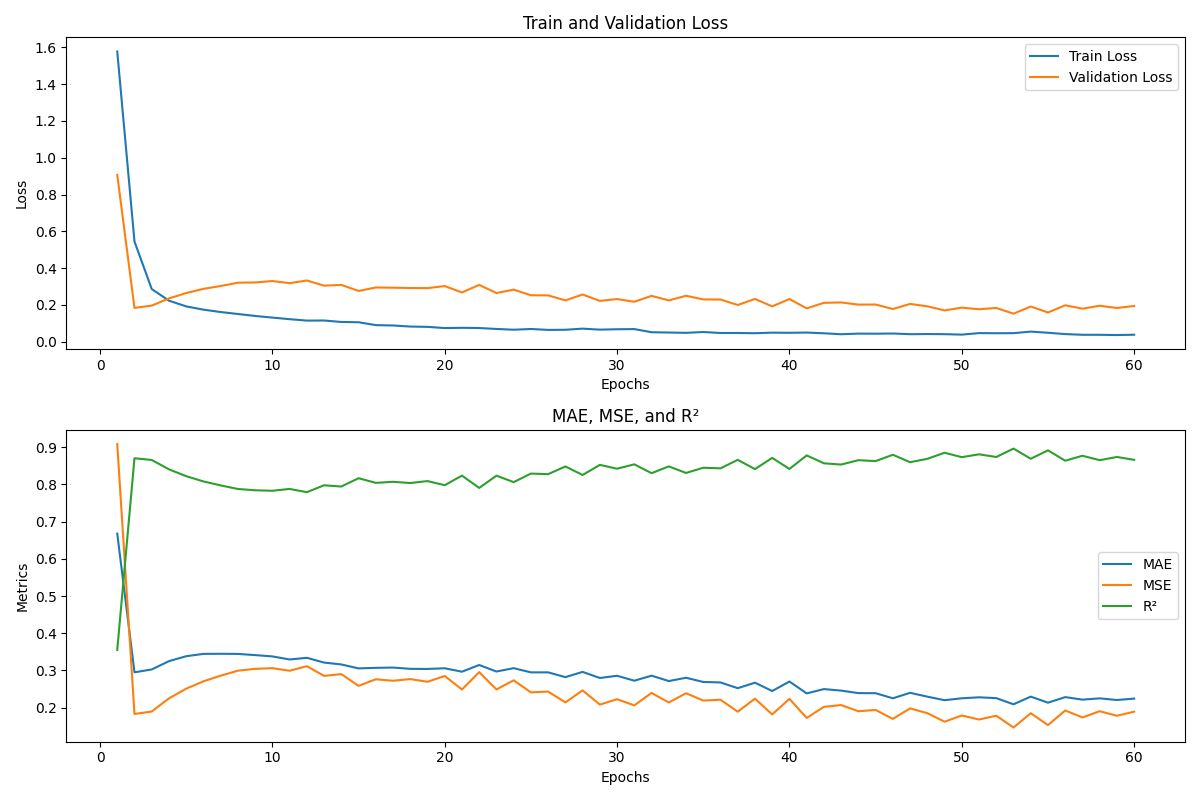 Train and Validation Loss
Loss
1.6
1.4
1.2
1.0
0.8
0.6
0.4
0.2
0.0
Train Loss
Validation Loss
0 10 20 30 40 50 60
Epochs
MAE, MSE, and R²
Metrics
0.9
0.8
0.7
0.6
0.5
0.4
0.3
0.2
MAE
MSE
R²
0 10 20 30 40 50 60
Epochs